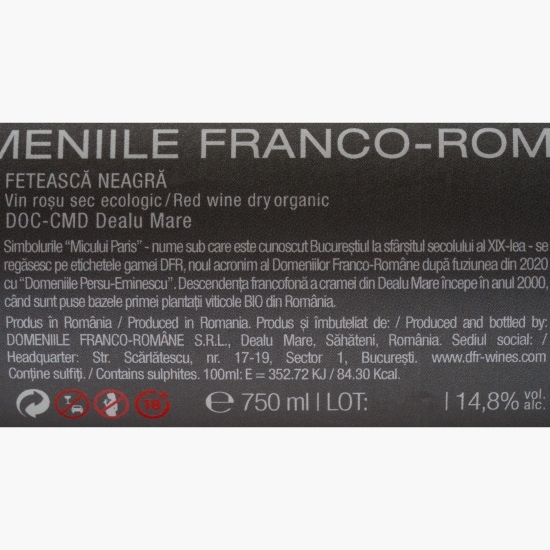 MENIILE FRANCO-ROM
FETEASCĂ NEAGRĂ
Vin roșu sec ecologic/Red wine dry organic
DOC-CMD Dealu Mare
Simbolurile "Micului Paris" - nume sub care este cunoscut Bucureștiul la sfârșitul secolului al XIX-lea - se
regăsesc pe etichetele gamei DFR, noul acronim al Domeniilor Franco-Române după fuziunea din 2020
cu "Domeniile Persu-Eminescu". Descendența francofonă a cramei din Dealu Mare începe în anul 2000,
când sunt puse bazele primei plantații viticole BIO din România.
Produs în România / Produced in Romania. Produs și îmbuteliat de: / Produced and bottled by:
DOMENIILE FRANCO-ROMÂNE S.R.L., Dealu Mare, Săhăteni, România. Sediul social: /
Headquarter: Str. Scărlătescu, nr. 17-19, Sector 1, București. www.dfr-wines.com
Conține sulfiți. / Contains sulphites. 100ml: E = 352.72 KJ / 84.30 Kcal.
18 e 750 ml | LOT: | 14,8% vol. alc.